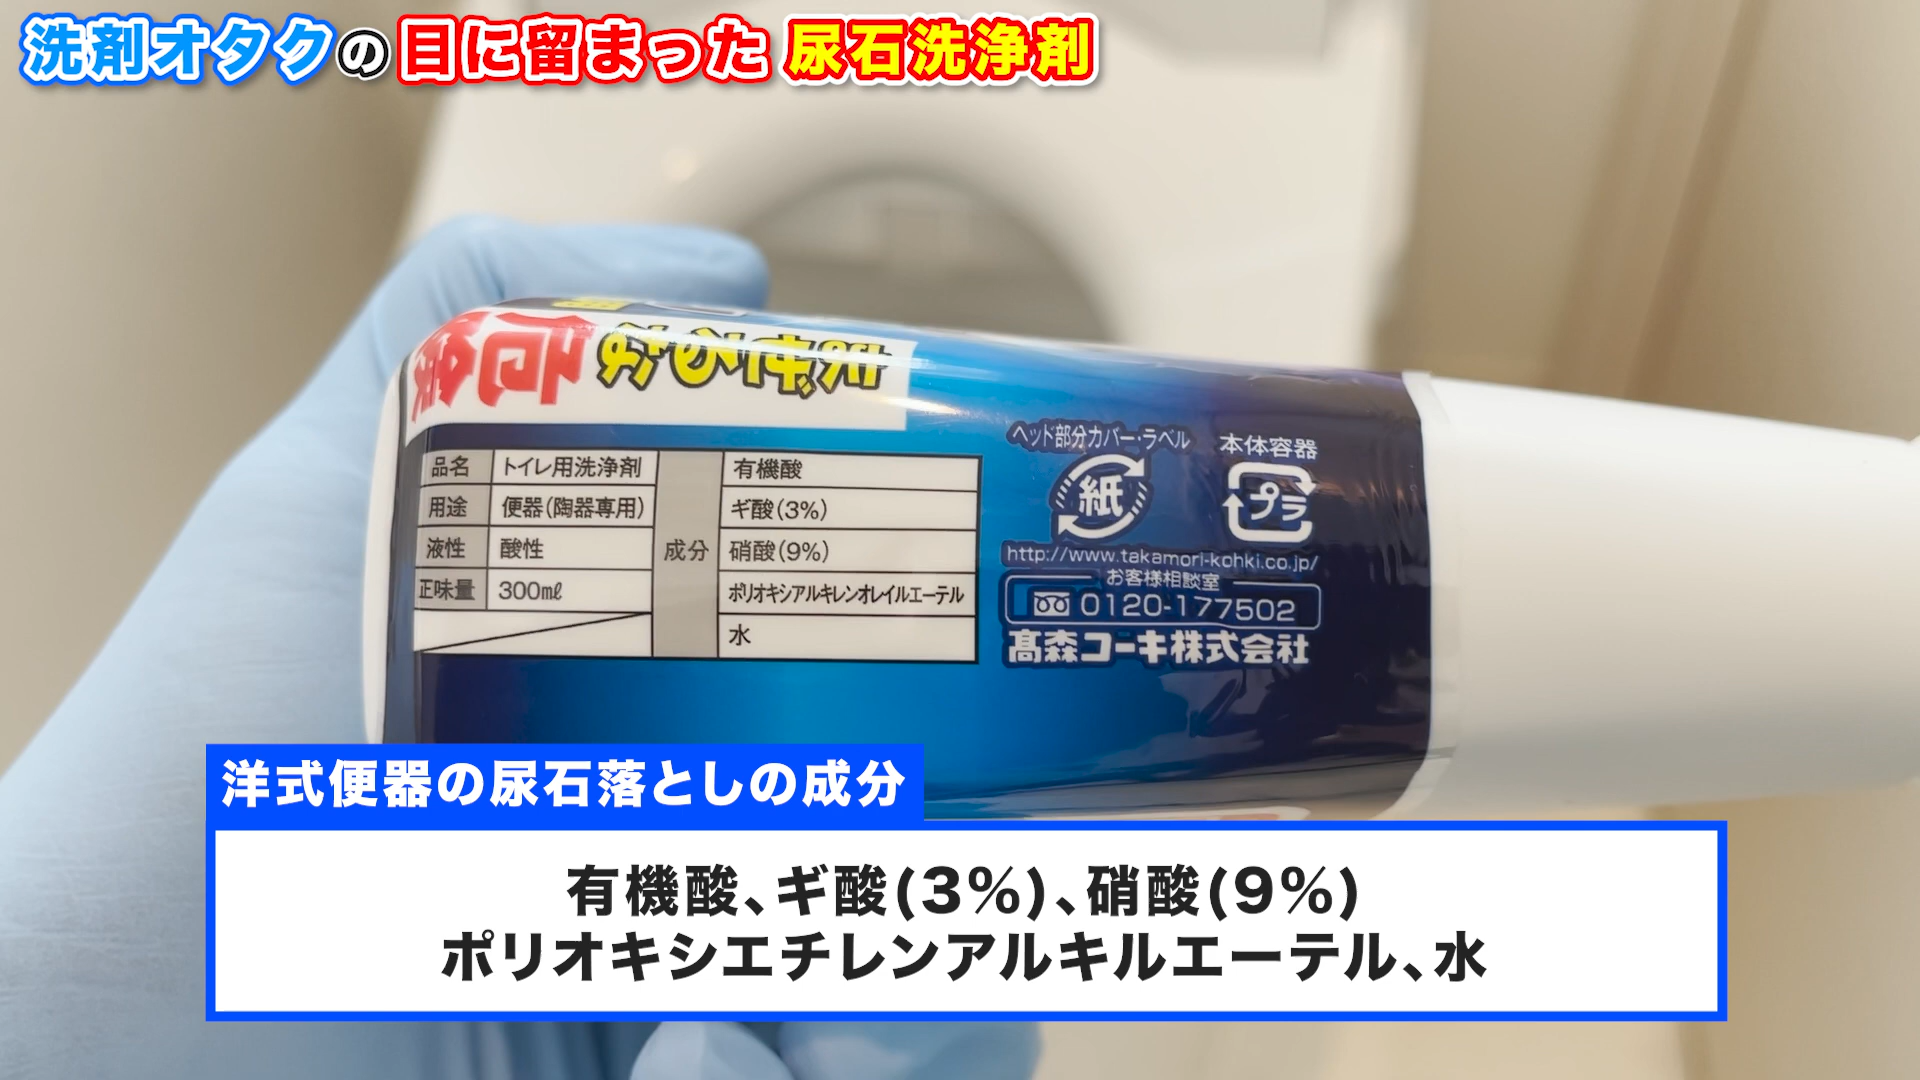 洗剤オタクの目に留まった 尿石洗浄剤
まぜるな
危険
品名 トイレ用洗浄剤
用途 便器(陶器専用)
液性 酸性
正味量 300mℓ
成分
有機酸
ギ酸(3%)
硝酸(9%)
ポリオキシアルキレンオレイルエーテル
水
ヘッド部分カバー・ラベル
紙
本体容器
プラ
http://www.takamori-kohki.co.jp/
お客様相談室
0120-177502
髙森コーキ株式会社
洋式便器の尿石落としの成分
有機酸、ギ酸(3%)、硝酸(9%)
ポリオキシエチレンアルキルエーテル、水